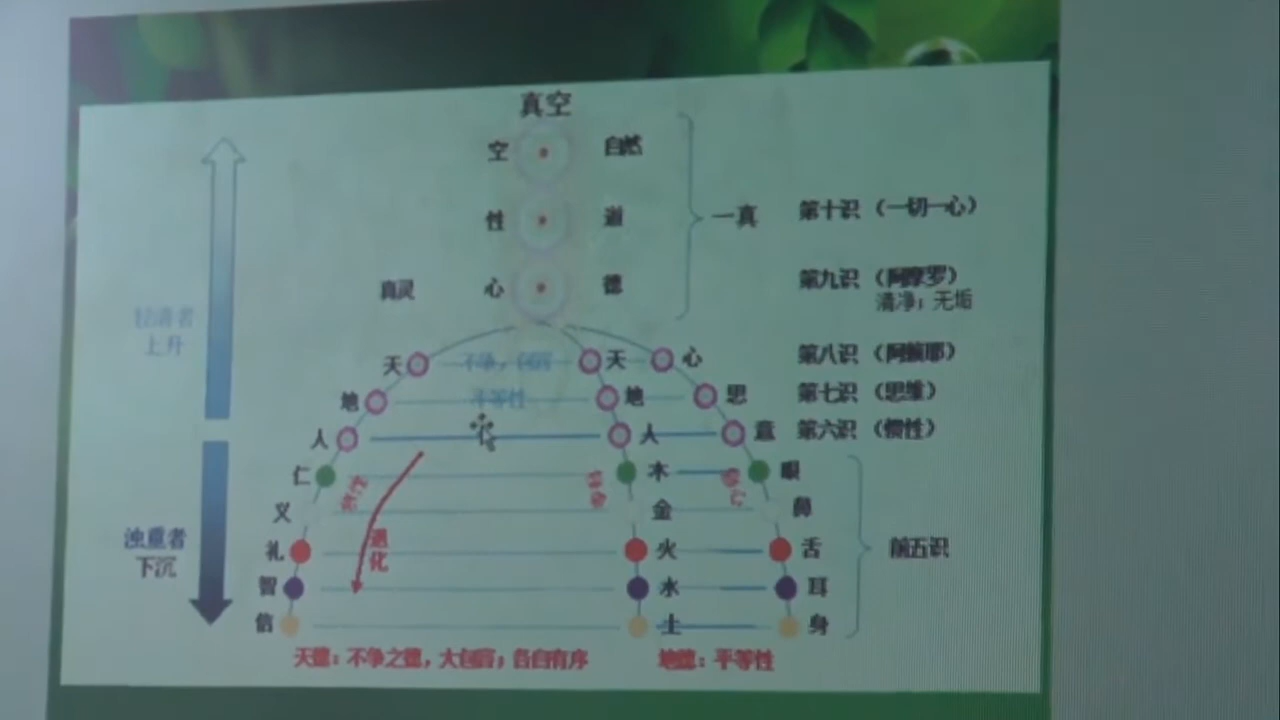 真空
空 自然
性 道 一真 第十识（一切一心）
真灵 心 德 第九识（阿摩罗）
清净；无垢
轻清者
上升
天 天 心 第八识（阿赖耶）
地 平等性 地 思 第七识（思维）
人 人 意 第六识（惯性）
仁 木 眼
义 金 鼻
浊重者
下沉
礼 退化 火 舌 前五识
智 水 耳
信 土 身
天德：不争之德，大包容；各自有序 地德：平等性